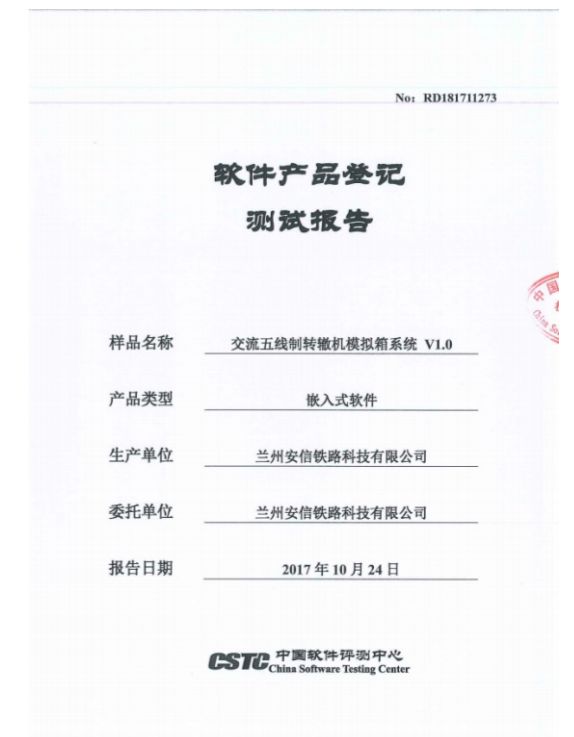 No: RD181711273
软件产品登记
测试报告
样品名称 交流五线制转辙机模拟箱系统 V1.0
产品类型 嵌入式软件
生产单位 兰州安信铁路科技有限公司
委托单位 兰州安信铁路科技有限公司
报告日期 2017 年 10 月 24 日
CSTC 中国软件评测中心
China Software Testing Center
中国
China